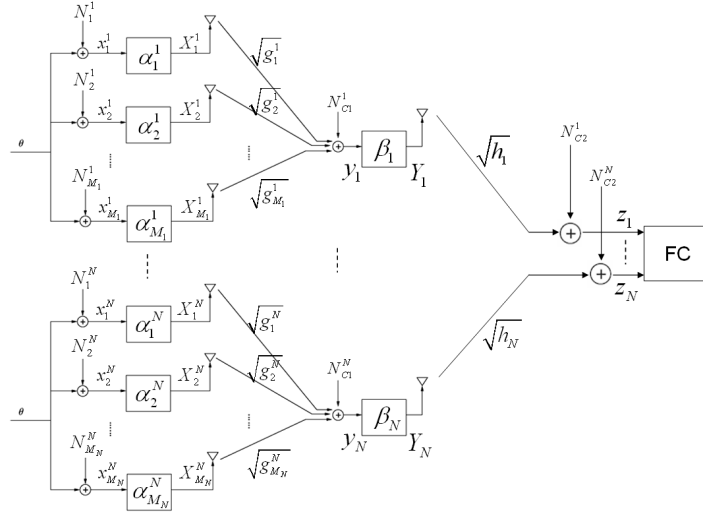 N_1^1
x_1^1 α_1^1 X_1^1 √g_1^1
N_2^1
x_2^1 α_2^1 X_2^1 √g_2^1
N_{C1}^1
y_1 β_1 Y_1 √h_1
θ
N_{M_1}^1
x_{M_1}^1 α_{M_1}^1 X_{M_1}^1 √g_{M_1}^1
N_{C2}^1
N_{C2}^N
z_1
FC
z_N
N_1^N
x_1^N α_1^N X_1^N √g_1^N
N_2^N
x_2^N α_2^N X_2^N √g_2^N
N_{C1}^N
y_N β_N Y_N √h_N
θ
N_{M_N}^N
x_{M_N}^N α_{M_N}^N X_{M_N}^N √g_{M_N}^N